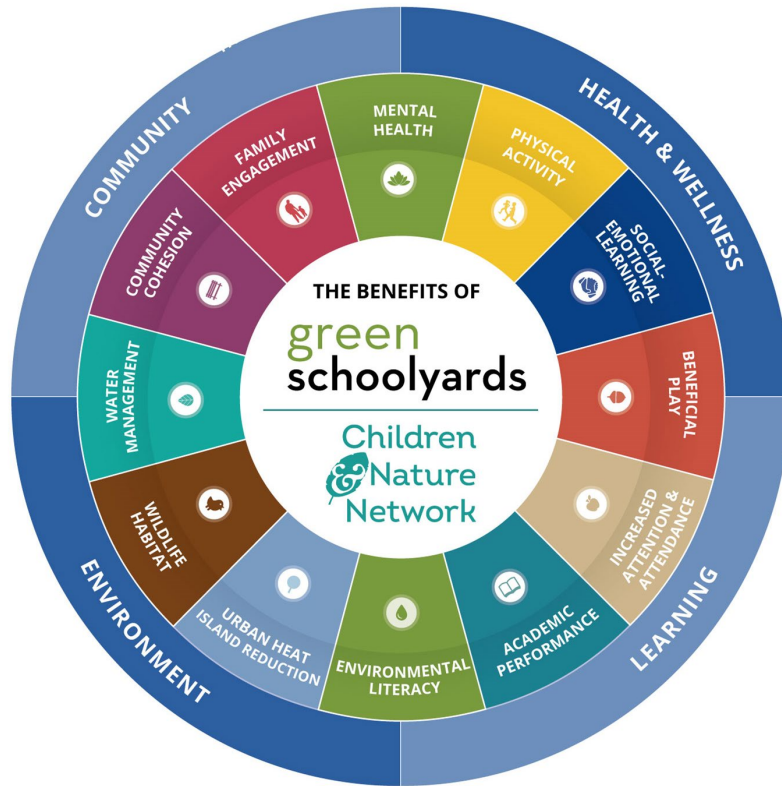 THE BENEFITS OF
green
schoolyards
Children
& Nature
Network
HEALTH & WELLNESS
LEARNING
ENVIRONMENT
COMMUNITY
MENTAL
HEALTH
PHYSICAL
ACTIVITY
SOCIAL-
EMOTIONAL
LEARNING
BENEFICIAL
PLAY
INCREASED
ATTENTION &
ATTENDANCE
ACADEMIC
PERFORMANCE
ENVIRONMENTAL
LITERACY
URBAN HEAT
ISLAND REDUCTION
WILDLIFE
HABITAT
WATER
MANAGEMENT
COMMUNITY
COHESION
FAMILY
ENGAGEMENT